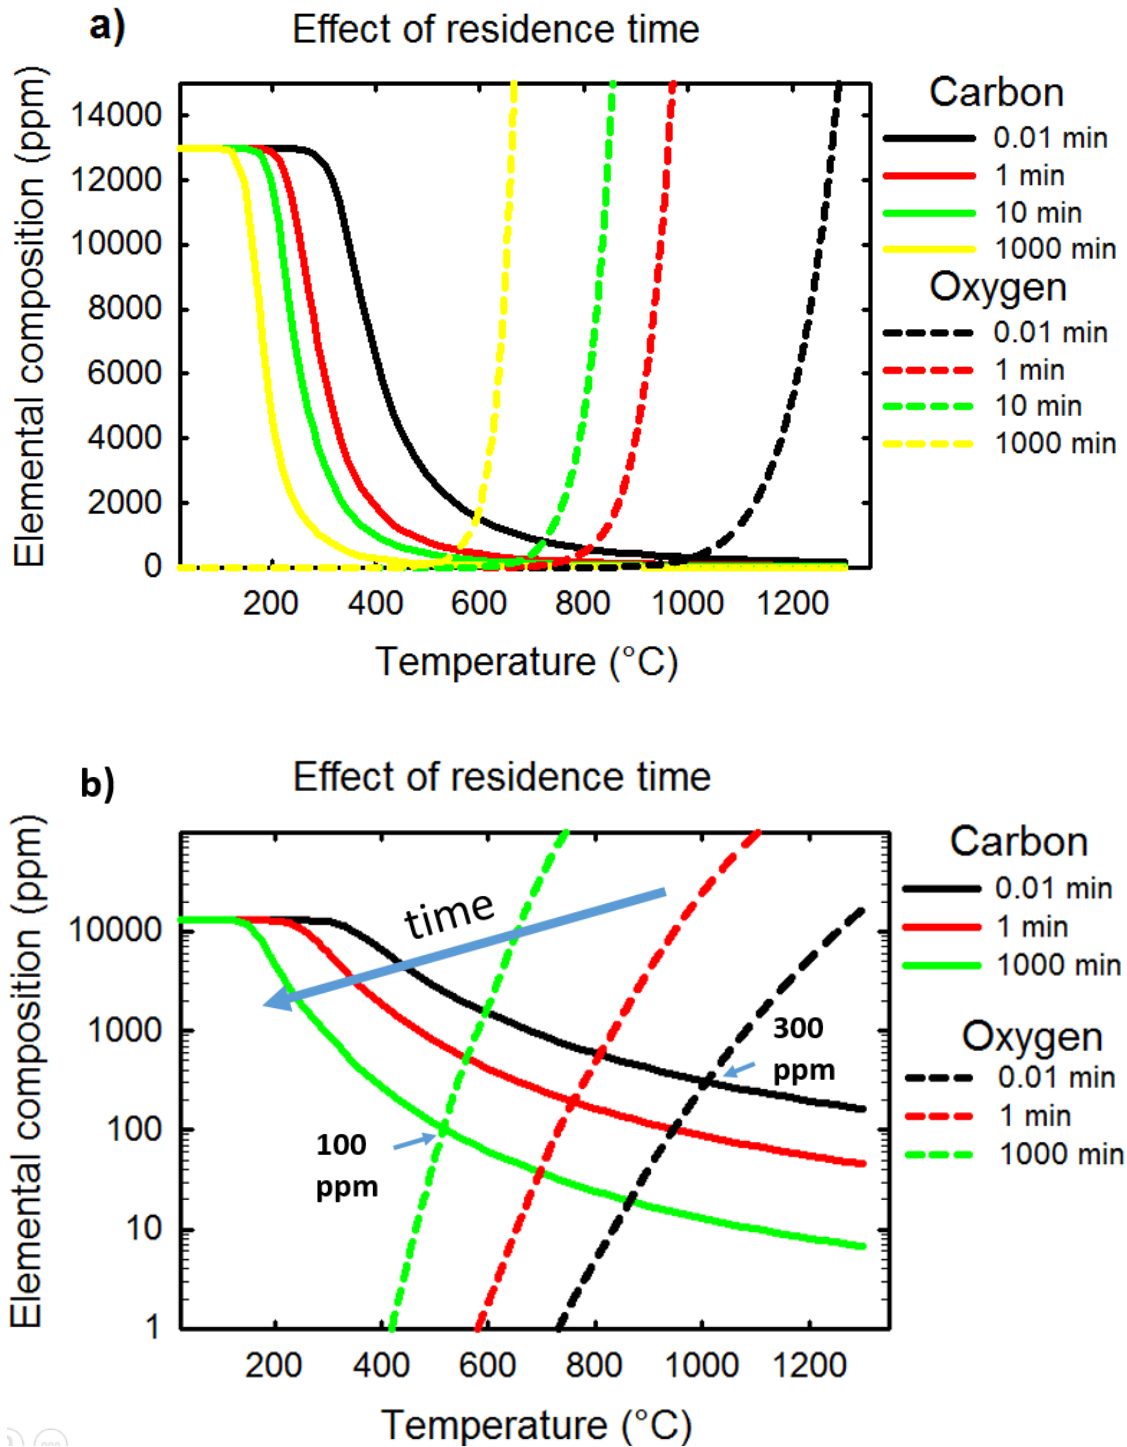 a)
Effect of residence time
Elemental composition (ppm)
14000
12000
10000
8000
6000
4000
2000
0
200 400 600 800 1000 1200
Temperature (°C)
Carbon
0.01 min
1 min
10 min
1000 min
Oxygen
0.01 min
1 min
10 min
1000 min
b)
Effect of residence time
Elemental composition (ppm)
10000
1000
100
10
1
time
300
ppm
100
ppm
200 400 600 800 1000 1200
Temperature (°C)
Carbon
0.01 min
1 min
1000 min
Oxygen
0.01 min
1 min
1000 min